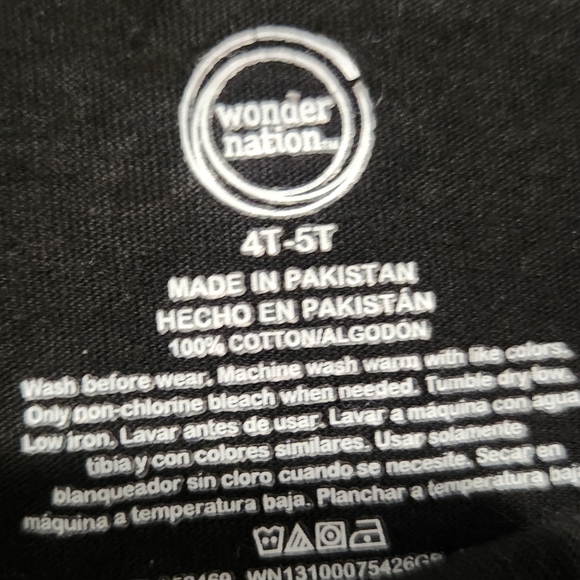 wonder
nation™
4T-5T
MADE IN PAKISTAN
HECHO EN PAKISTÁN
100% COTTON/ALGODÓN
Wash before wear. Machine wash warm with like colors.
Only non-chlorine bleach when needed. Tumble dry low.
Low iron. Lavar antes de usar. Lavar a máquina con agua
tibia y con colores similares. Usar solamente
blanqueador sin cloro cuando se necesite. Secar en
máquina a temperatura baja. Planchar a temperatura
WN13100075426